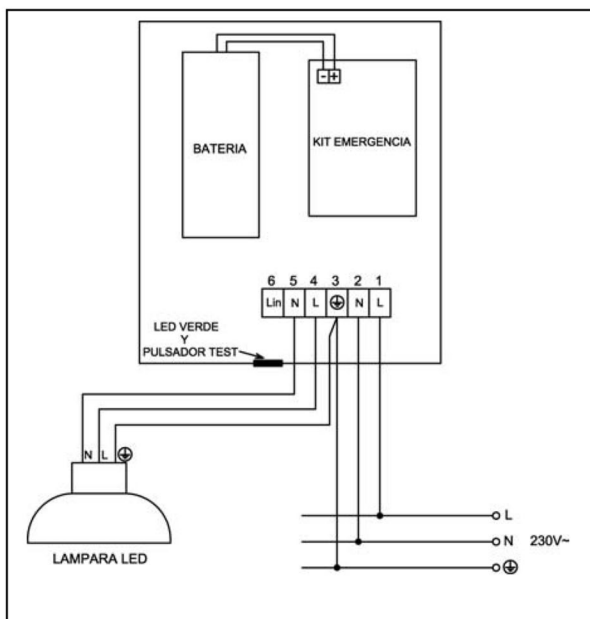 - +
BATERIA
KIT EMERGENCIA
6 5 4 3 2 1
Lin N L N L
LED VERDE
Y
PULSADOR TEST
N L
LAMPARA LED
L
N 230V~